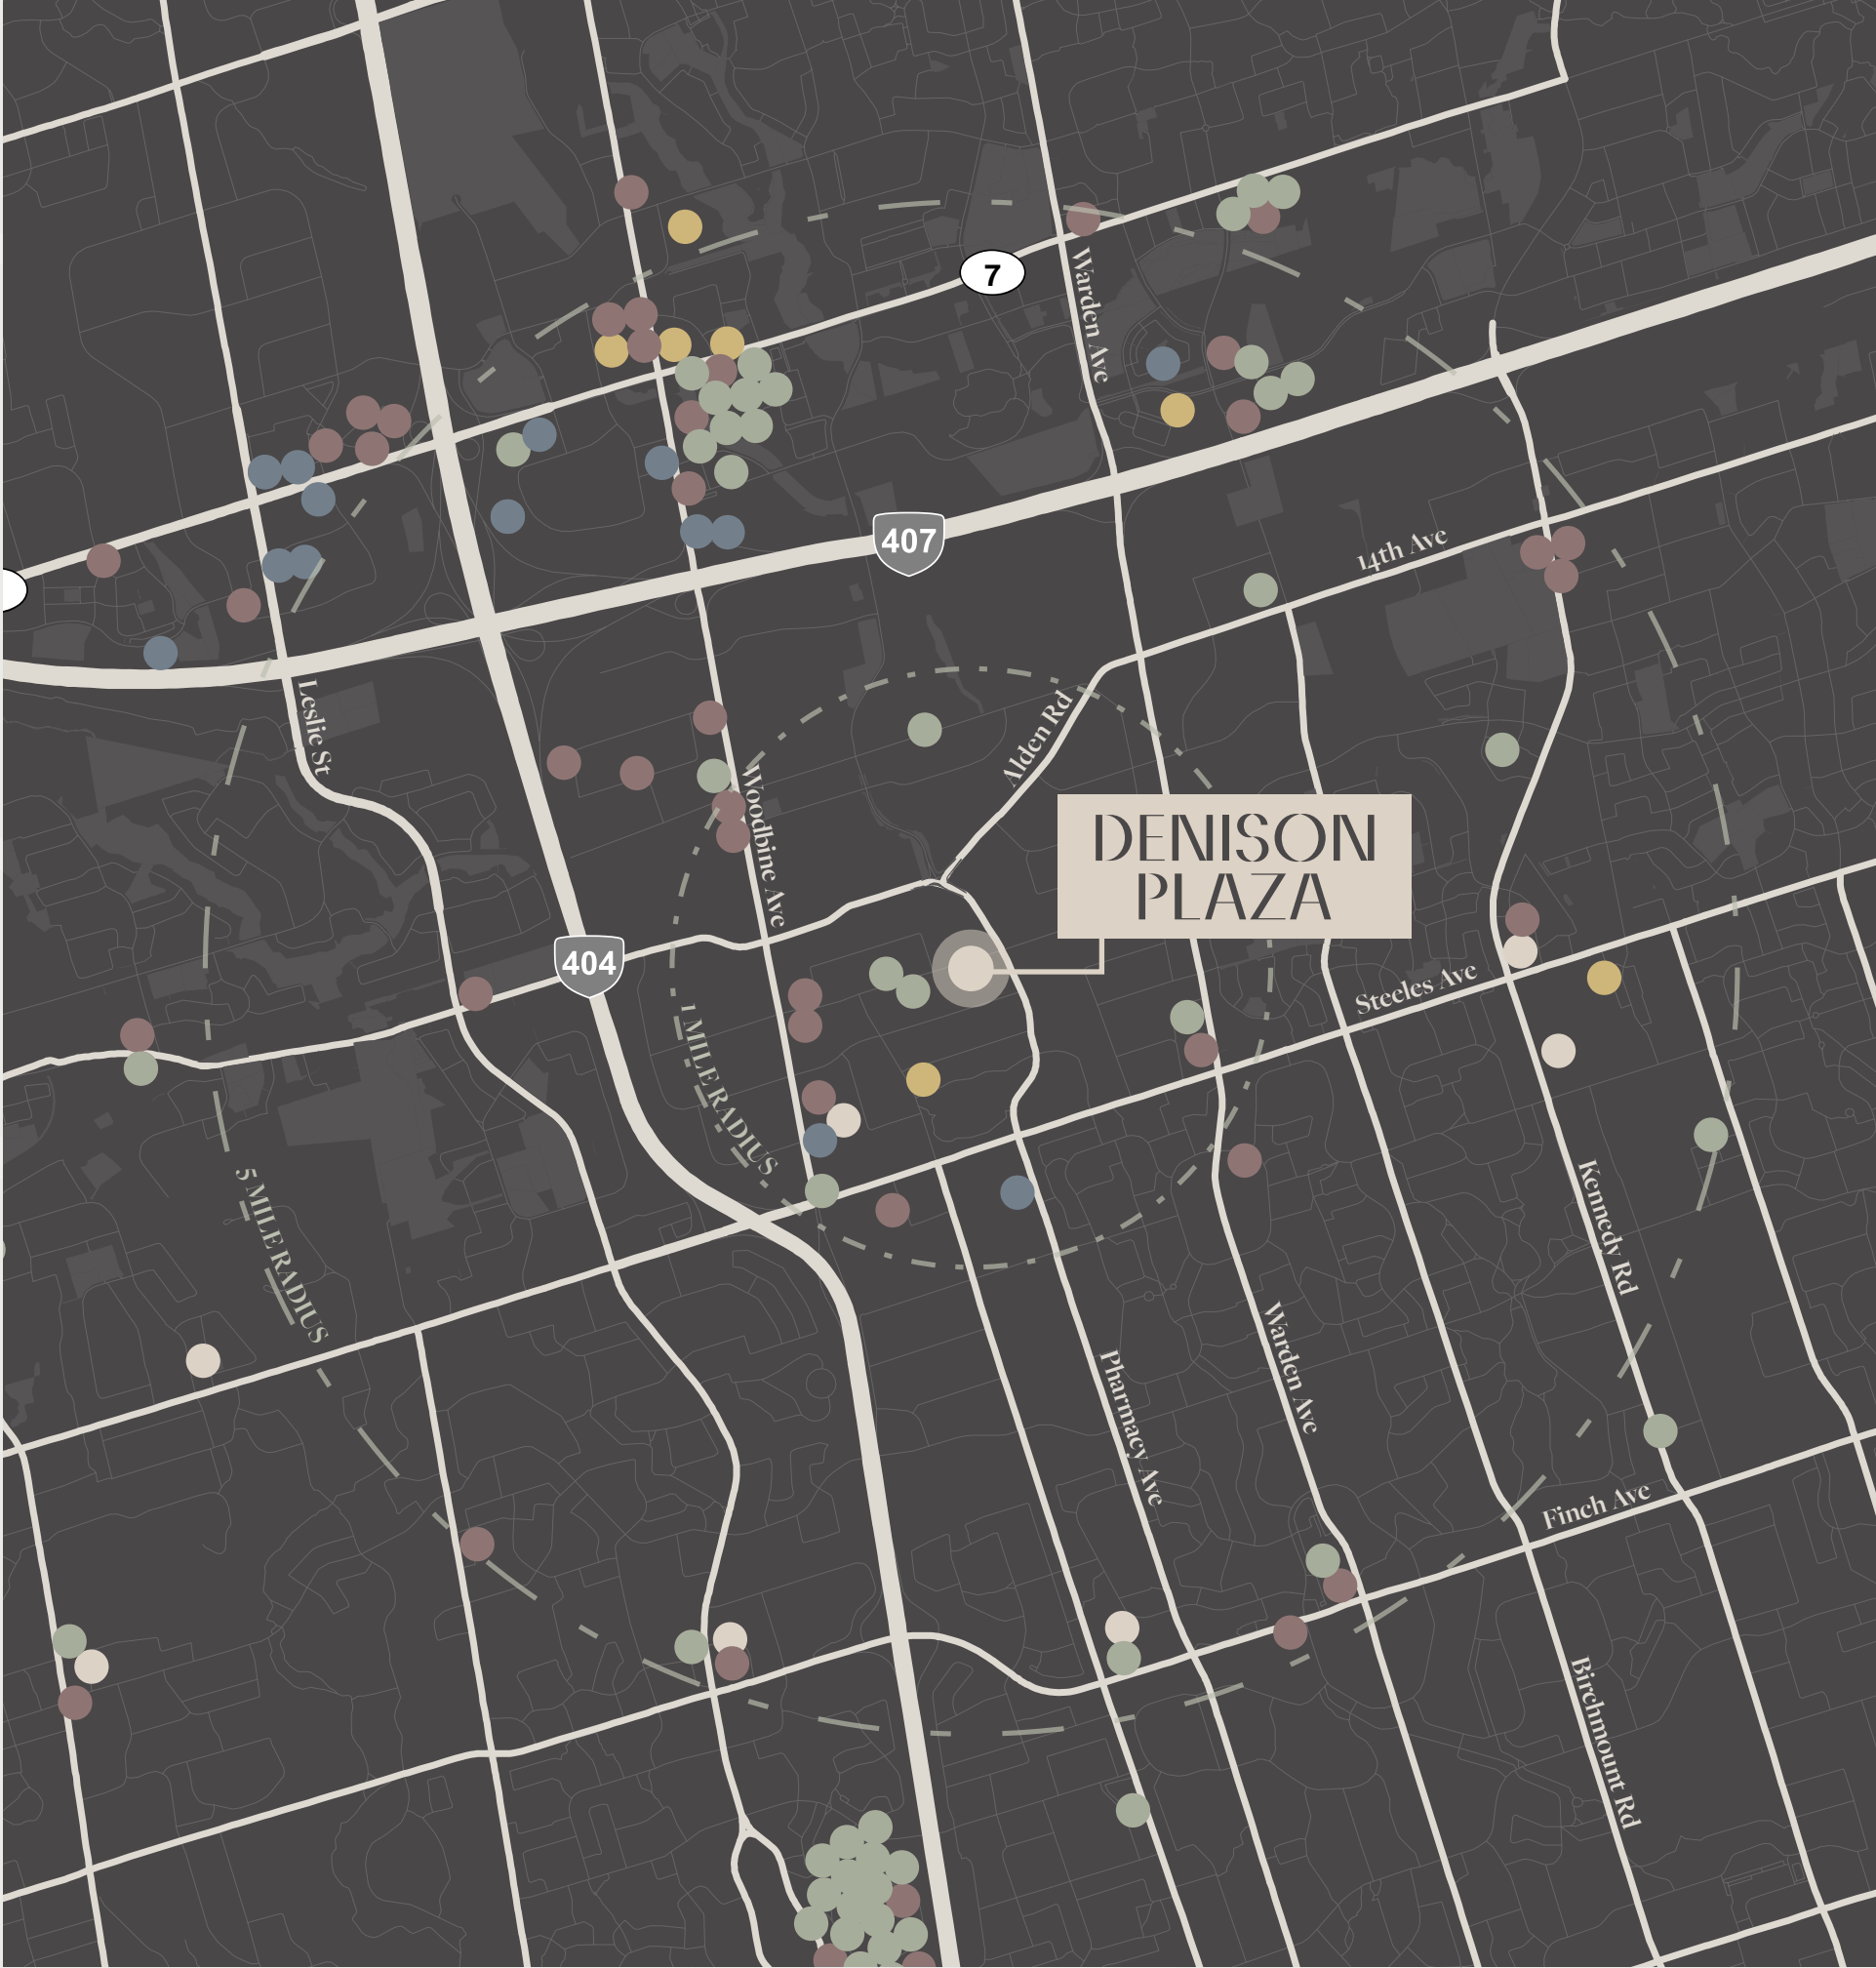 7
Warden Ave
407
14th Ave
Leslie St
Alden Rd
Woodbine Ave
DENISON
PLAZA
404
Steeles Ave
1 MILE RADIUS
5 MILE RADIUS
Kennedy Rd
Warden Ave
Pharmacy Ave
Finch Ave
Birchmount Rd